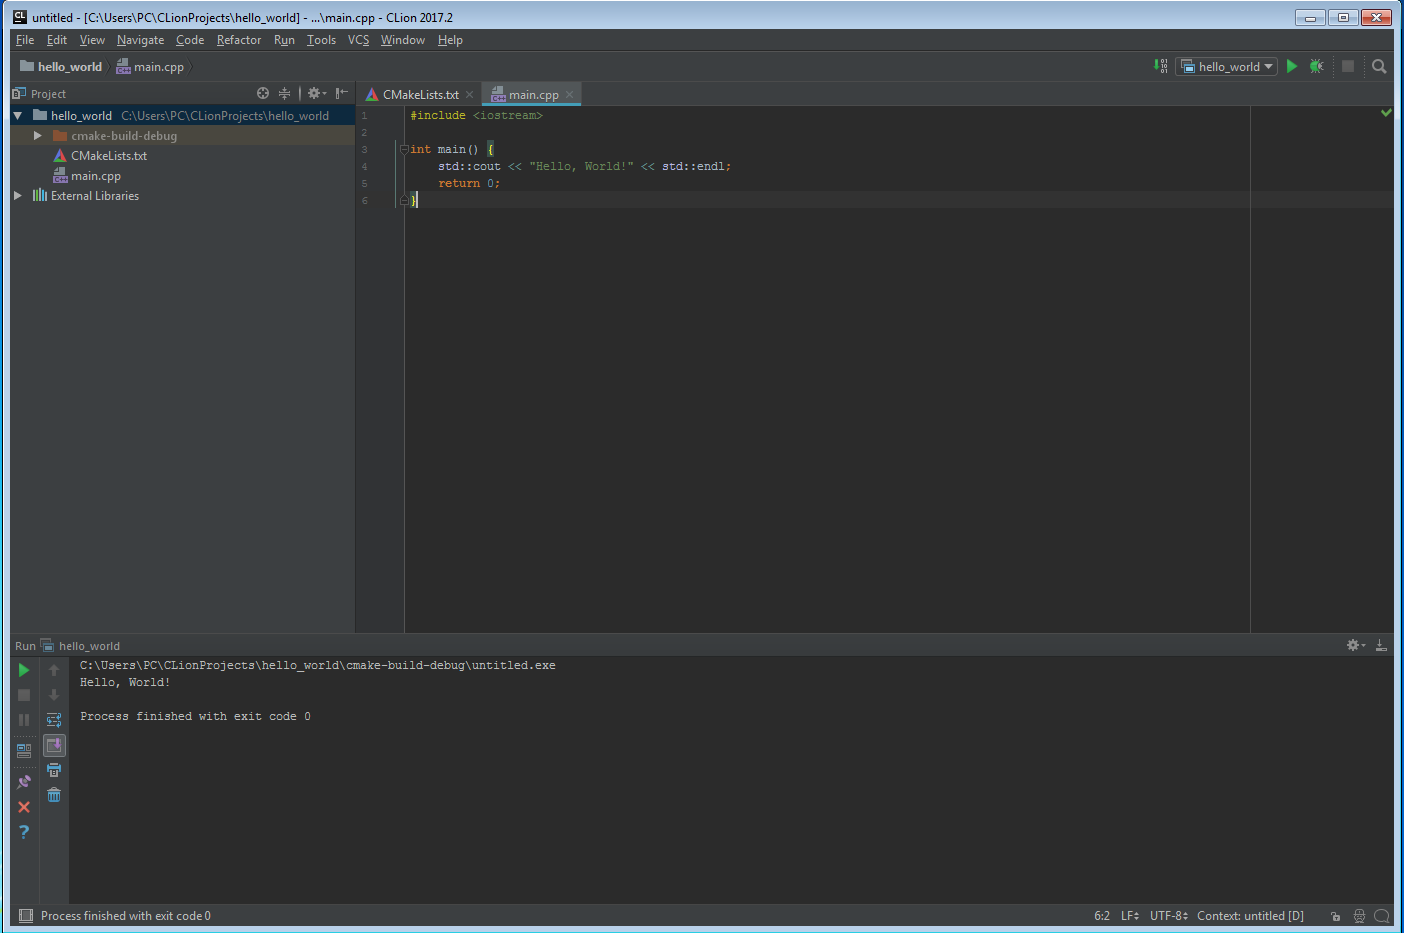 CL untitled - [C:\Users\PC\CLionProjects\hello_world] - ...\main.cpp - CLion 2017.2
File Edit View Navigate Code Refactor Run Tools VCS Window Help
hello_world main.cpp hello_world
Project
CMakeLists.txt main.cpp
hello_world C:\Users\PC\CLionProjects\hello_world
cmake-build-debug
CMakeLists.txt
main.cpp
External Libraries
1 #include <iostream>
2
3 int main() {
4 std::cout << "Hello, World!" << std::endl;
5 return 0;
6 }
Run hello_world
C:\Users\PC\CLionProjects\hello_world\cmake-build-debug\untitled.exe
Hello, World!
Process finished with exit code 0
?
Process finished with exit code 0 6:2 LF UTF-8 Context: untitled [D]